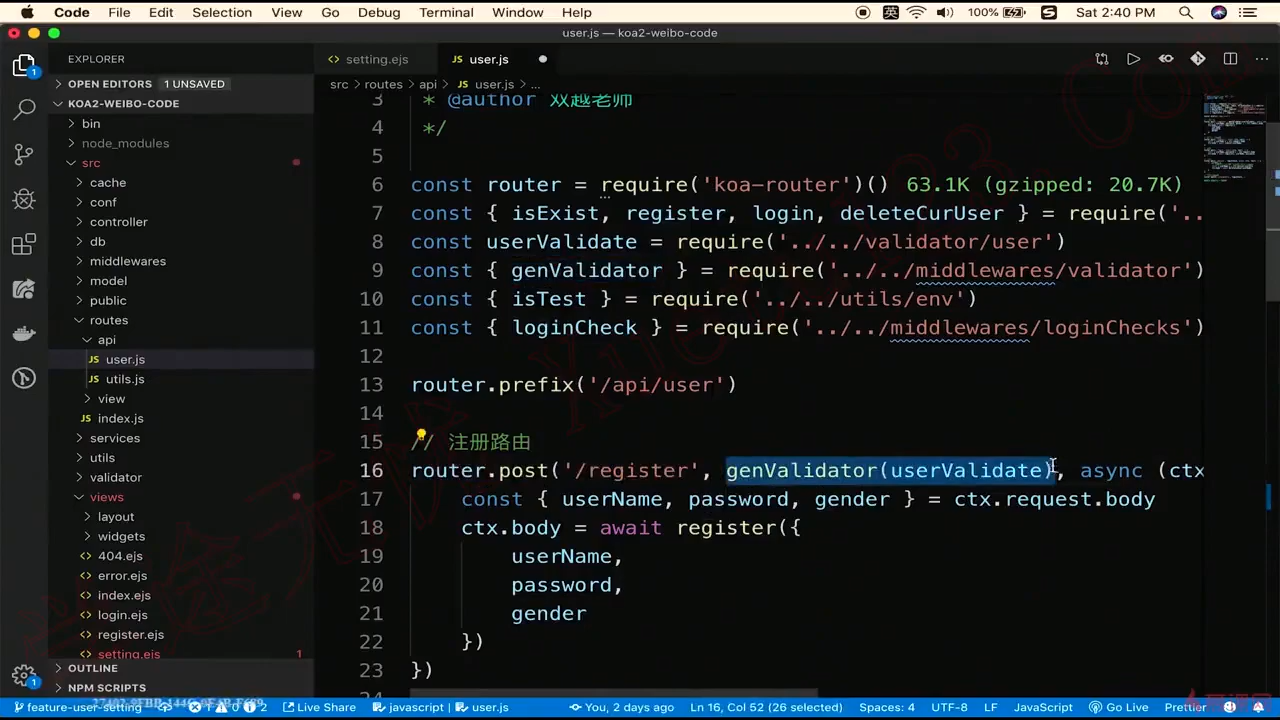 Code File Edit Selection View Go Debug Terminal Window Help 英 100% Sat 2:40 PM
user.js — koa2-weibo-code
EXPLORER
OPEN EDITORS 1 UNSAVED
KOA2-WEIBO-CODE
bin
node_modules
src
cache
conf
controller
db
middlewares
model
public
routes
api
JS user.js
JS utils.js
view
JS index.js
services
utils
validator
views
layout
widgets
<> 404.ejs
<> error.ejs
<> index.ejs
<> login.ejs
<> register.ejs
<> setting.ejs 1
OUTLINE
NPM SCRIPTS
<> setting.ejs JS user.js
src > routes > api > JS user.js > ...
3 * @author 双越老师
4 */
5
6 const router = require('koa-router')() 63.1K (gzipped: 20.7K)
7 const { isExist, register, login, deleteCurUser } = require('..
8 const userValidate = require('../../validator/user')
9 const { genValidator } = require('../../middlewares/validator')
10 const { isTest } = require('../../utils/env')
11 const { loginCheck } = require('../../middlewares/loginChecks')
12
13 router.prefix('/api/user')
14
15 // 注册路由
16 router.post('/register', genValidator(userValidate), async (ctx
17 const { userName, password, gender } = ctx.request.body
18 ctx.body = await register({
19 userName,
20 password,
21 gender
22 })
23 })
24
feature-user-setting 2 Live Share javascript user.js You, 2 days ago Ln 16, Col 52 (26 selected) Spaces: 4 UTF-8 LF JavaScript Go Live Prettier